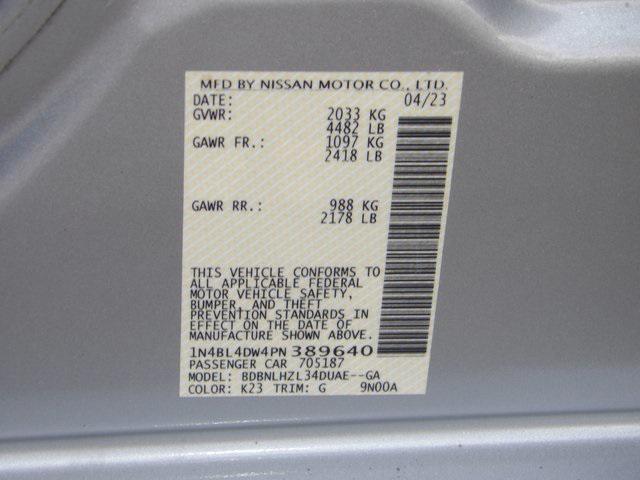 MFD BY NISSAN MOTOR CO., LTD.
DATE: 04/23
GVWR: 2033 KG
4482 LB
GAWR FR.: 1097 KG
2418 LB
GAWR RR.: 988 KG
2178 LB
THIS VEHICLE CONFORMS TO
ALL APPLICABLE FEDERAL
MOTOR VEHICLE SAFETY,
BUMPER, AND THEFT
PREVENTION STANDARDS IN
EFFECT ON THE DATE OF
MANUFACTURE SHOWN ABOVE.
1N4BL4DW4PN389640
PASSENGER CAR 705187
MODEL: BDBNLHZL34DUAE--GA
COLOR: K23 TRIM: G 9N00A